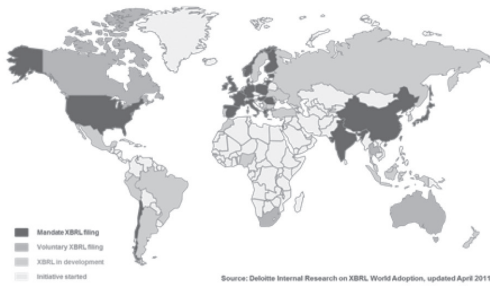 Mandate XBRL filing
Voluntary XBRL filing
XBRL in development
Initiative started
Source: Deloitte Internal Research on XBRL World Adoption, updated April 2011